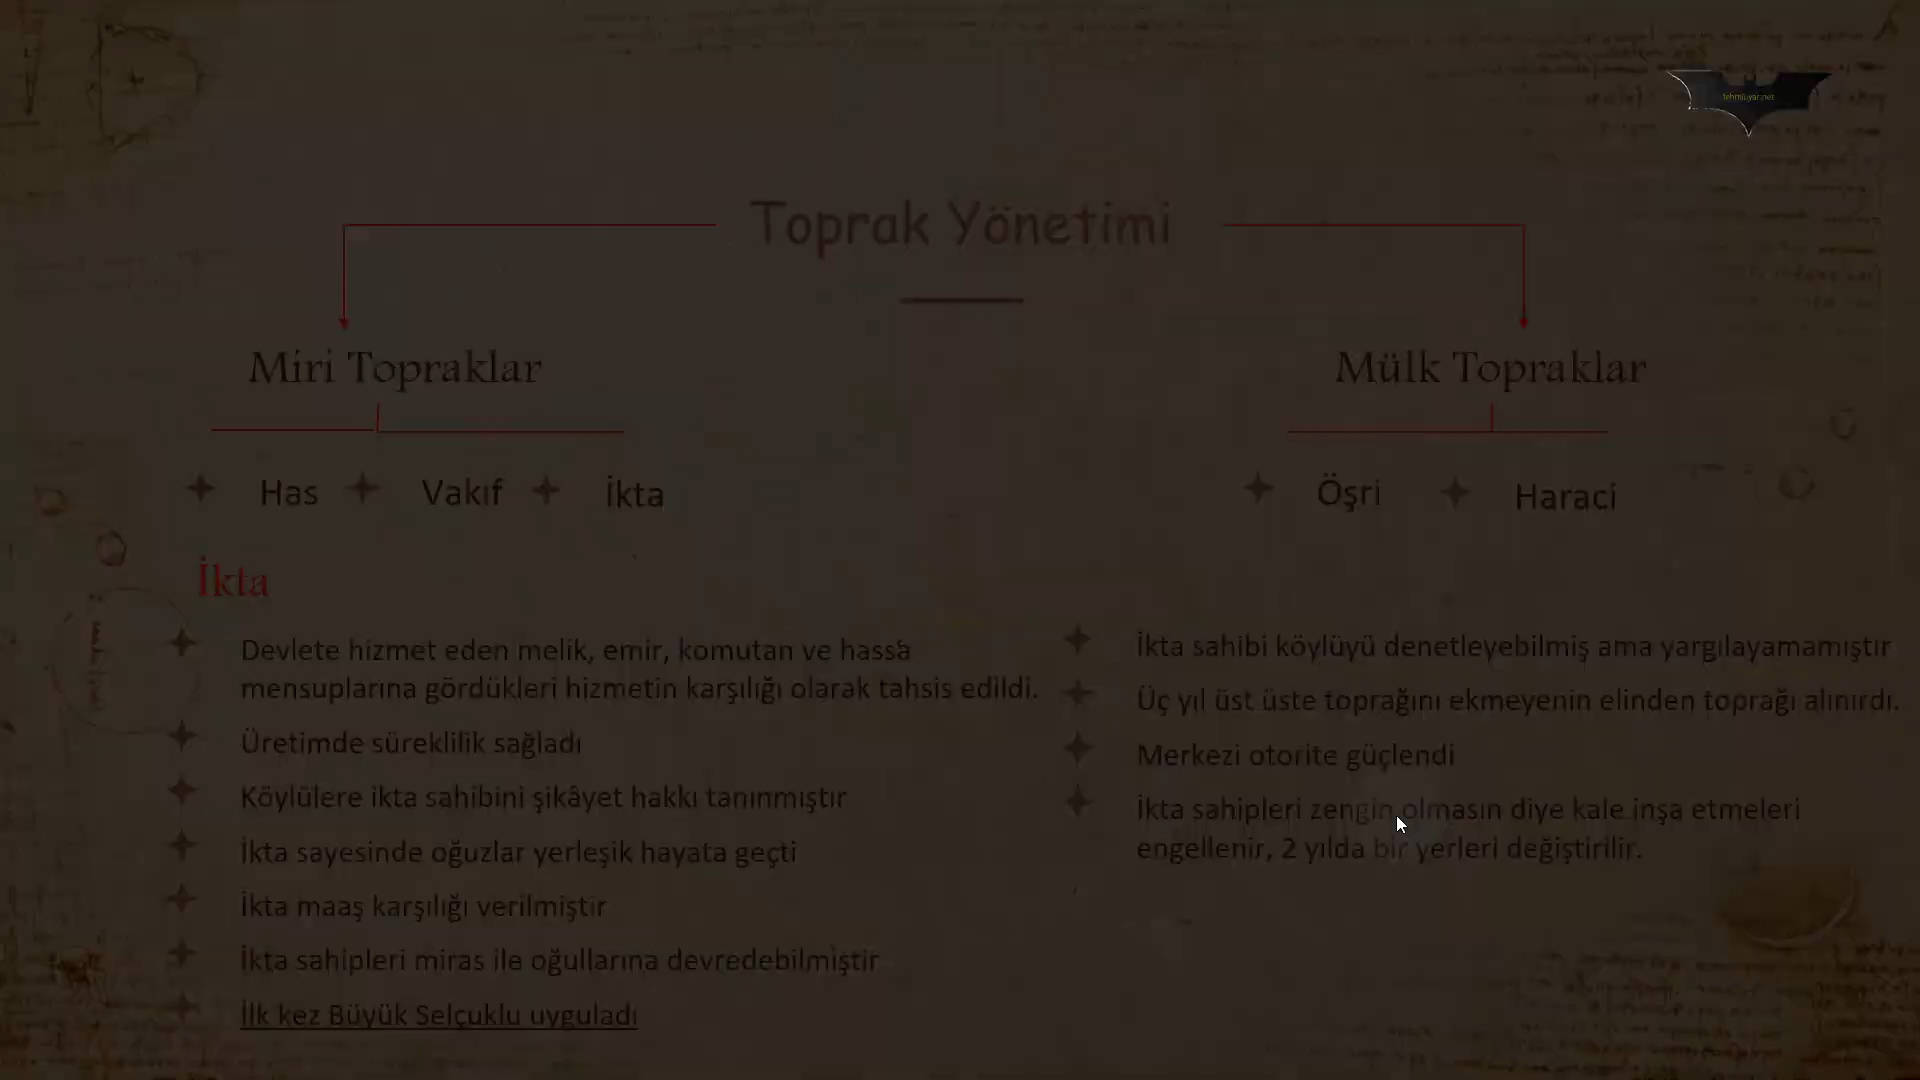 fehmiuyar.net
Toprak Yönetimi
Miri Topraklar
Mülk Topraklar
Has
Vakıf
İkta
Öşri
Haraci
İkta
Devlete hizmet eden melik, emir, komutan ve hassa
mensuplarına gördükleri hizmetin karşılığı olarak tahsis edildi.
Üretimde süreklilik sağladı
Köylülere ikta sahibini şikâyet hakkı tanınmıştır
İkta sayesinde oğuzlar yerleşik hayata geçti
İkta maaş karşılığı verilmiştir
İkta sahipleri miras ile oğullarına devredebilmiştir
İlk kez Büyük Selçuklu uyguladı
İkta sahibi köylüyü denetleyebilmiş ama yargılayamamıştır
Üç yıl üst üste toprağını ekmeyenin elinden toprağı alınırdı.
Merkezi otorite güçlendi
İkta sahipleri zengin olmasın diye kale inşa etmeleri
engellenir, 2 yılda bir yerleri değiştirilir.